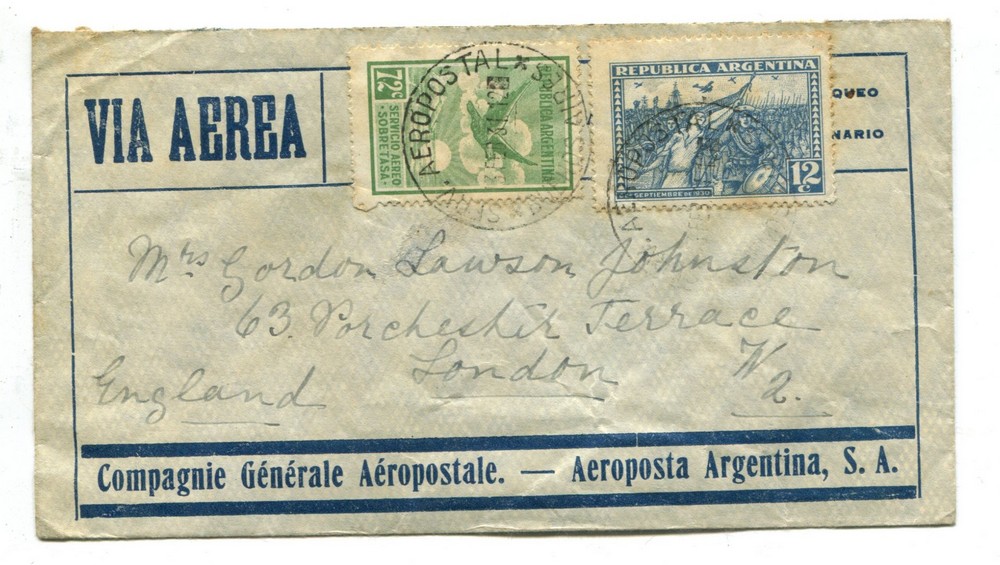 VIA AEREA
72c SERVICIO AEREO SOBRETASA
REPUBLICA ARGENTINA
AEROPOSTAL
REPUBLICA ARGENTINA
SEPTIEMBRE DE 1930
12 c
QUEO
NARIO
Mrs Gordon Lawson Johnston
63. Porchester Terrace
London W2.
England
Compagnie Générale Aéropostale. — Aeroposta Argentina, S. A.